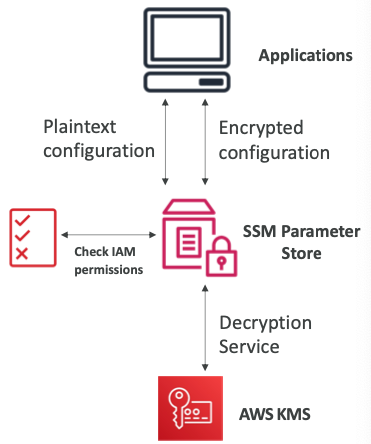 Applications
Plaintext
configuration
Encrypted
configuration
SSM Parameter
Store
Check IAM
permissions
Decryption
Service
AWS KMS